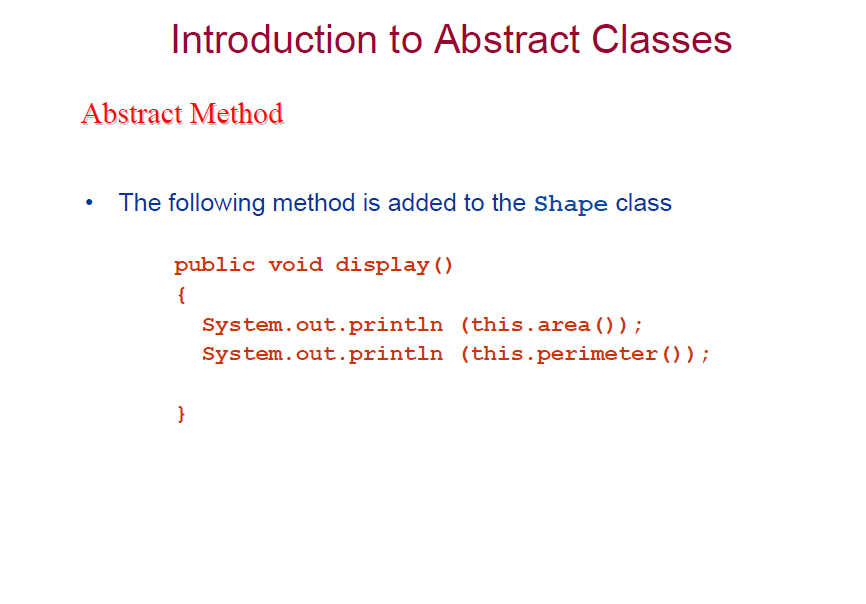 Introduction to Abstract Classes
Abstract Method
• The following method is added to the Shape class
public void display()
{
System.out.println (this.area());
System.out.println (this.perimeter());
}